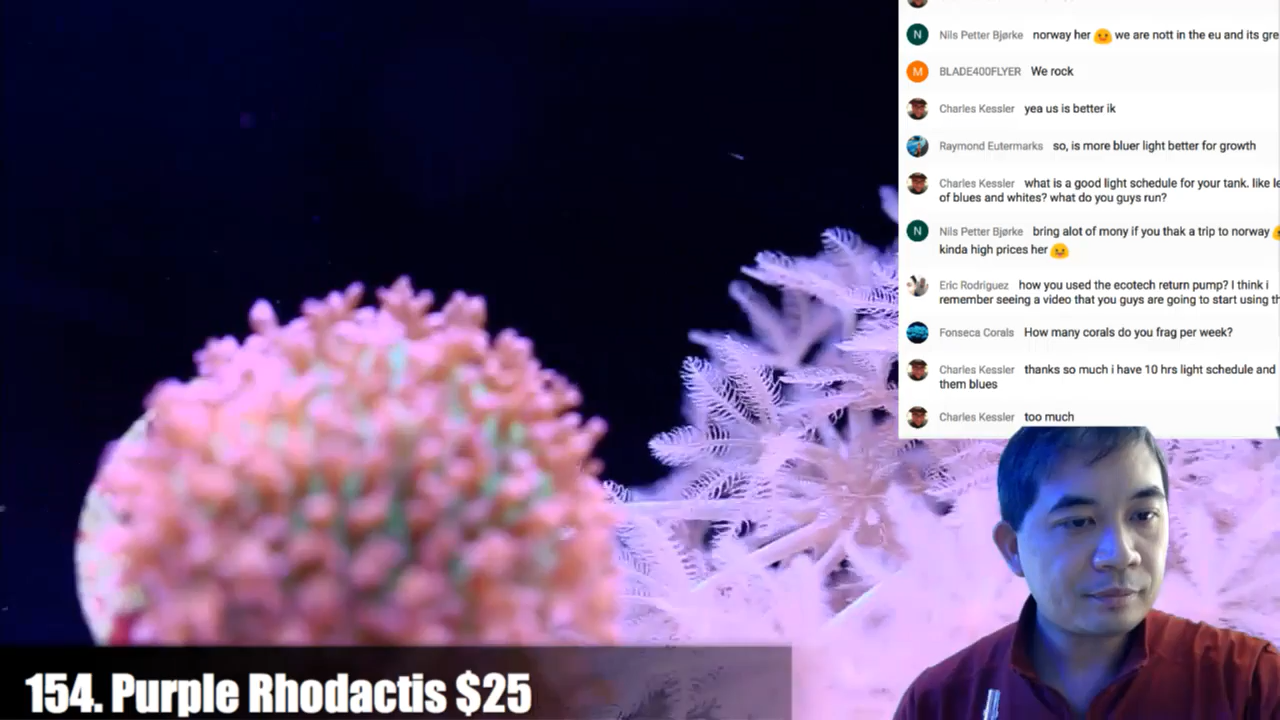 N Nils Petter Bjørke norway her we are nott in the eu and its gre
M BLADE400FLYER We rock
Charles Kessler yea us is better ik
Raymond Eutermarks so, is more bluer light better for growth
Charles Kessler what is a good light schedule for your tank. like le
of blues and whites? what do you guys run?
N Nils Petter Bjørke bring alot of mony if you thak a trip to norway
kinda high prices her
Eric Rodriguez how you used the ecotech return pump? I think i
remember seeing a video that you guys are going to start using th
Fonseca Corals How many corals do you frag per week?
Charles Kessler thanks so much i have 10 hrs light schedule and
them blues
Charles Kessler too much
154. Purple Rhodactis $25